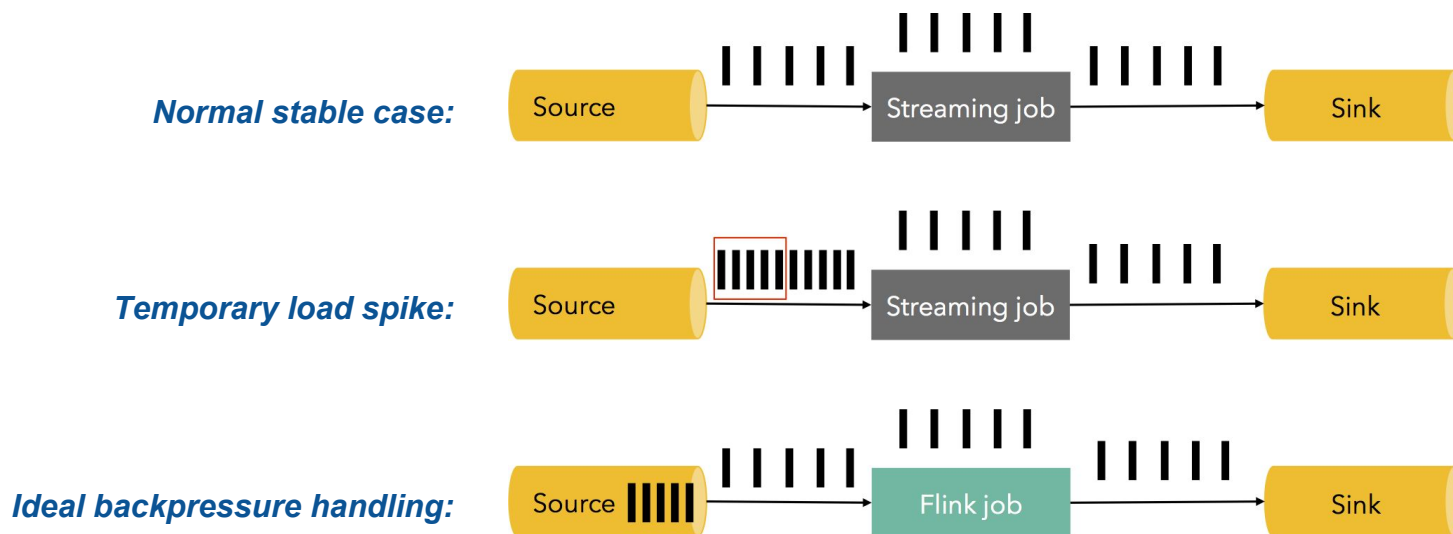 Normal stable case:
Source
Streaming job
Sink
Temporary load spike:
Source
Streaming job
Sink
Ideal backpressure handling:
Source
Flink job
Sink